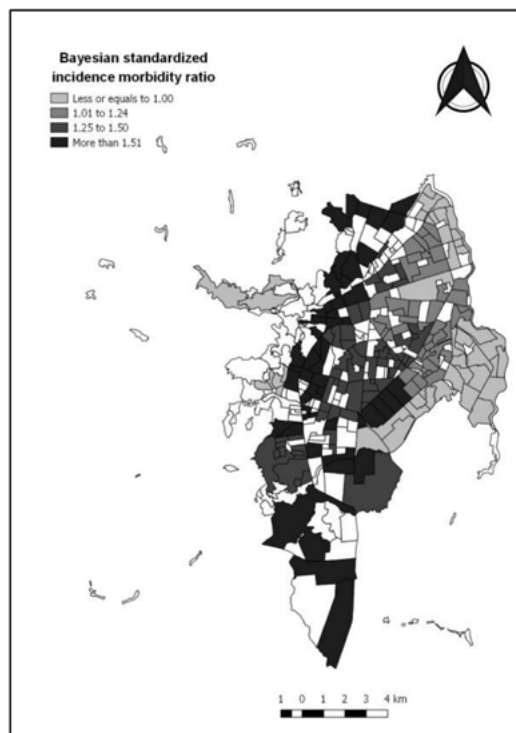 Bayesian standardized
incidence morbidity ratio
Less or equals to 1.00
1.01 to 1.24
1.25 to 1.50
More than 1.51
1 0 1 2 3 4 km